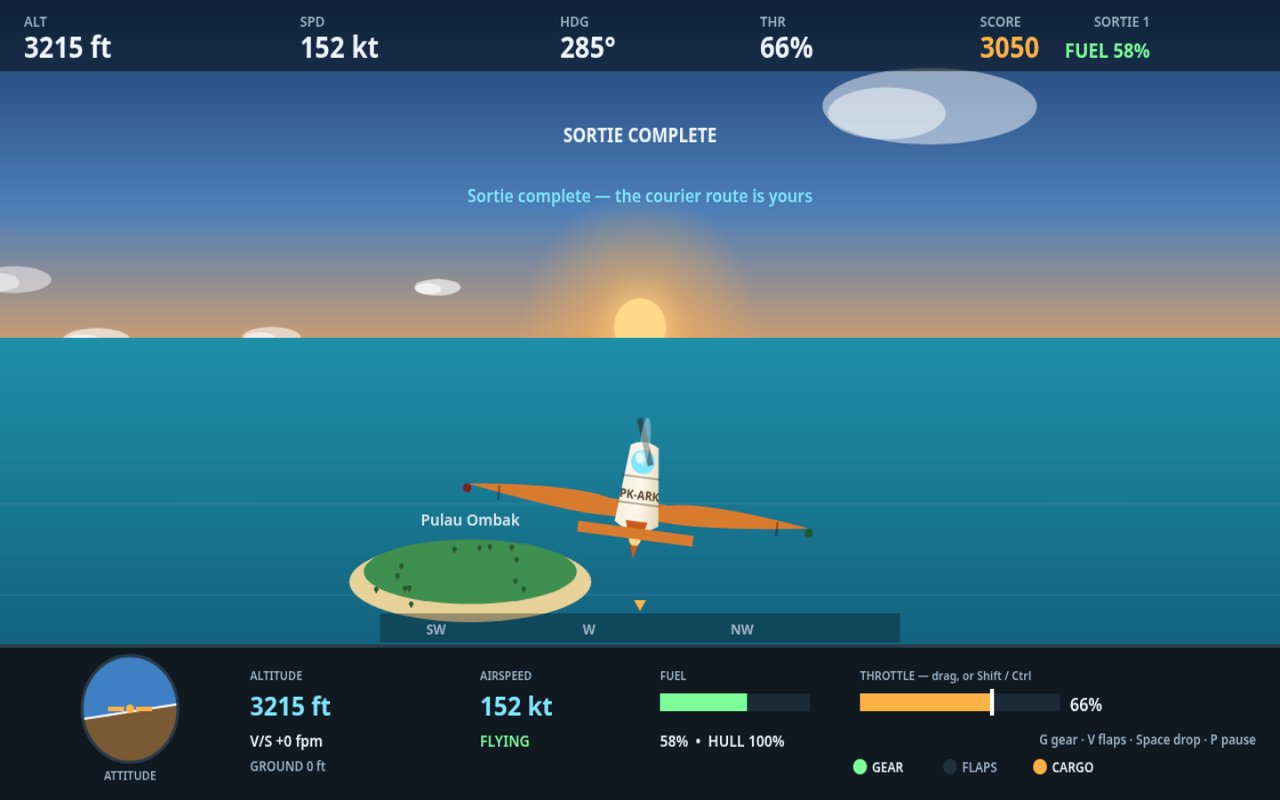 ALT SPD HDG THR SCORE SORTIE 1
3215 ft 152 kt 285° 66% 3050 FUEL 58%
SORTIE COMPLETE
Sortie complete — the courier route is yours
PK-ARK
Pulau Ombak
SW W NW
ALTITUDE AIRSPEED FUEL THROTTLE — drag, or Shift / Ctrl
3215 ft 152 kt 66%
V/S +0 fpm FLYING 58% • HULL 100% G gear · V flaps · Space drop · P pause
GROUND 0 ft GEAR FLAPS CARGO
ATTITUDE